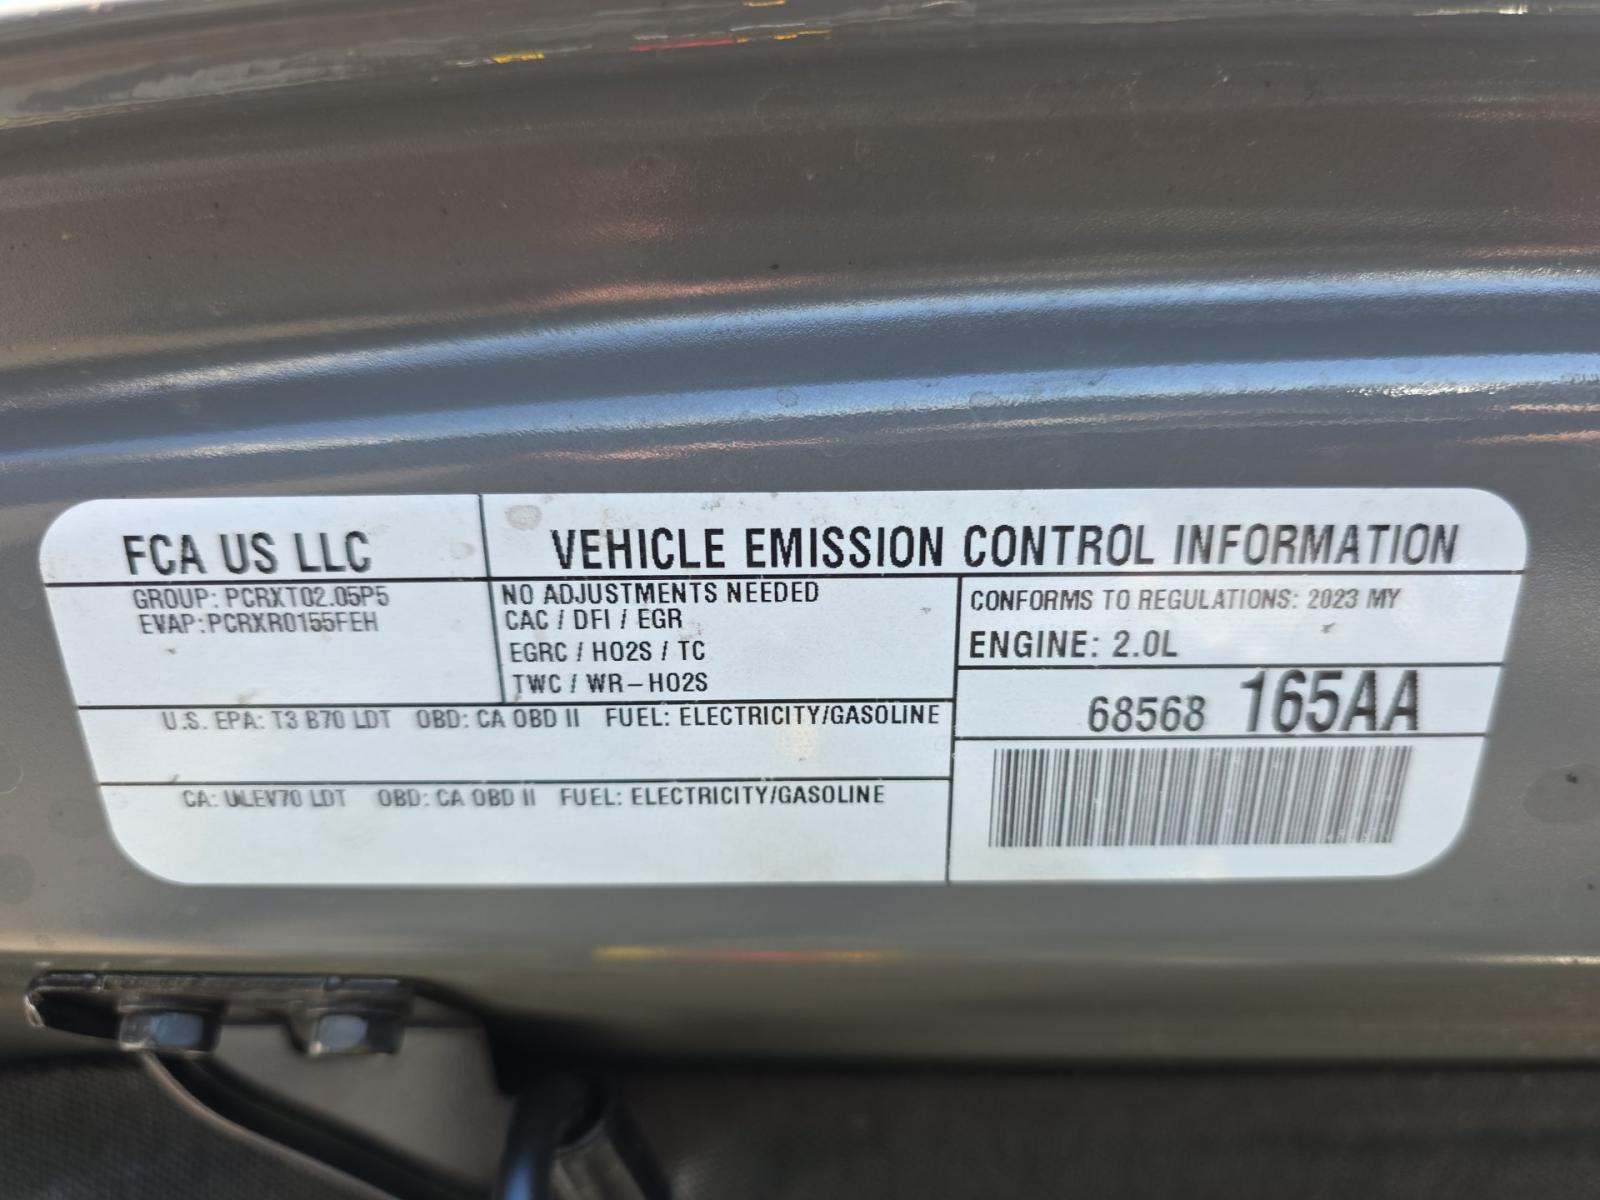 FCA US LLC
VEHICLE EMISSION CONTROL INFORMATION
GROUP: PCRXT02.05P5
EVAP:PCRXR0155FEH
NO ADJUSTMENTS NEEDED
CAC / DFI / EGR
EGRC / HO2S / TC
TWC / WR-HO2S
CONFORMS TO REGULATIONS: 2023 MY
ENGINE: 2.0L
68568 165AA
U.S. EPA: T3 B70 LDT OBD: CA OBD II FUEL: ELECTRICITY/GASOLINE
CA: ULEV70 LDT OBD: CA OBD II FUEL: ELECTRICITY/GASOLINE